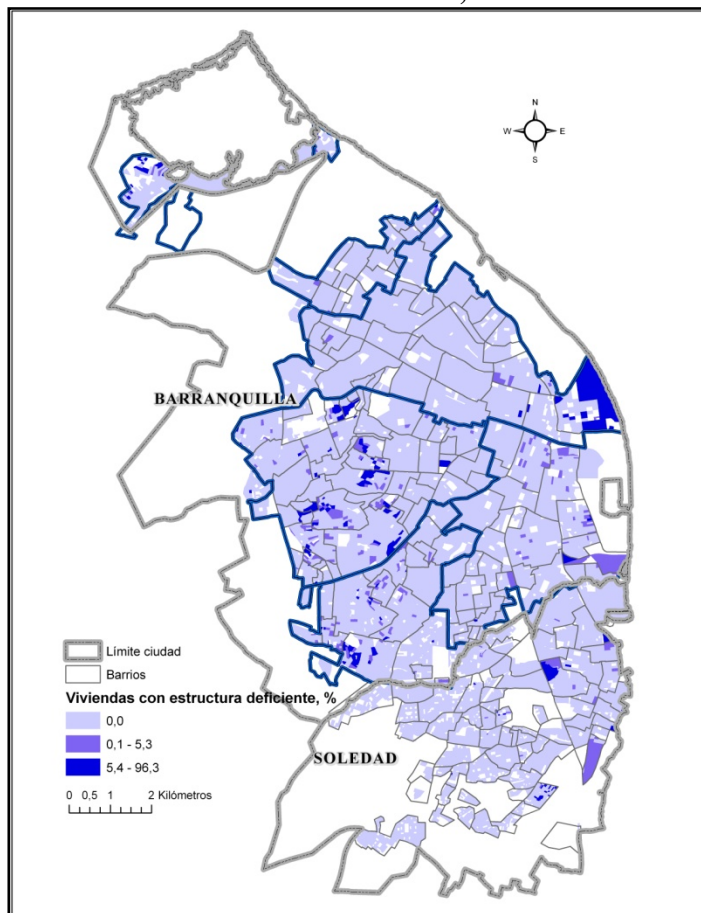 N
W E
S
BARRANQUILLA
Límite ciudad
Barrios
Viviendas con estructura deficiente, %
0,0
0,1 - 5,3
5,4 - 96,3
SOLEDAD
0 0,5 1 2 Kilómetros